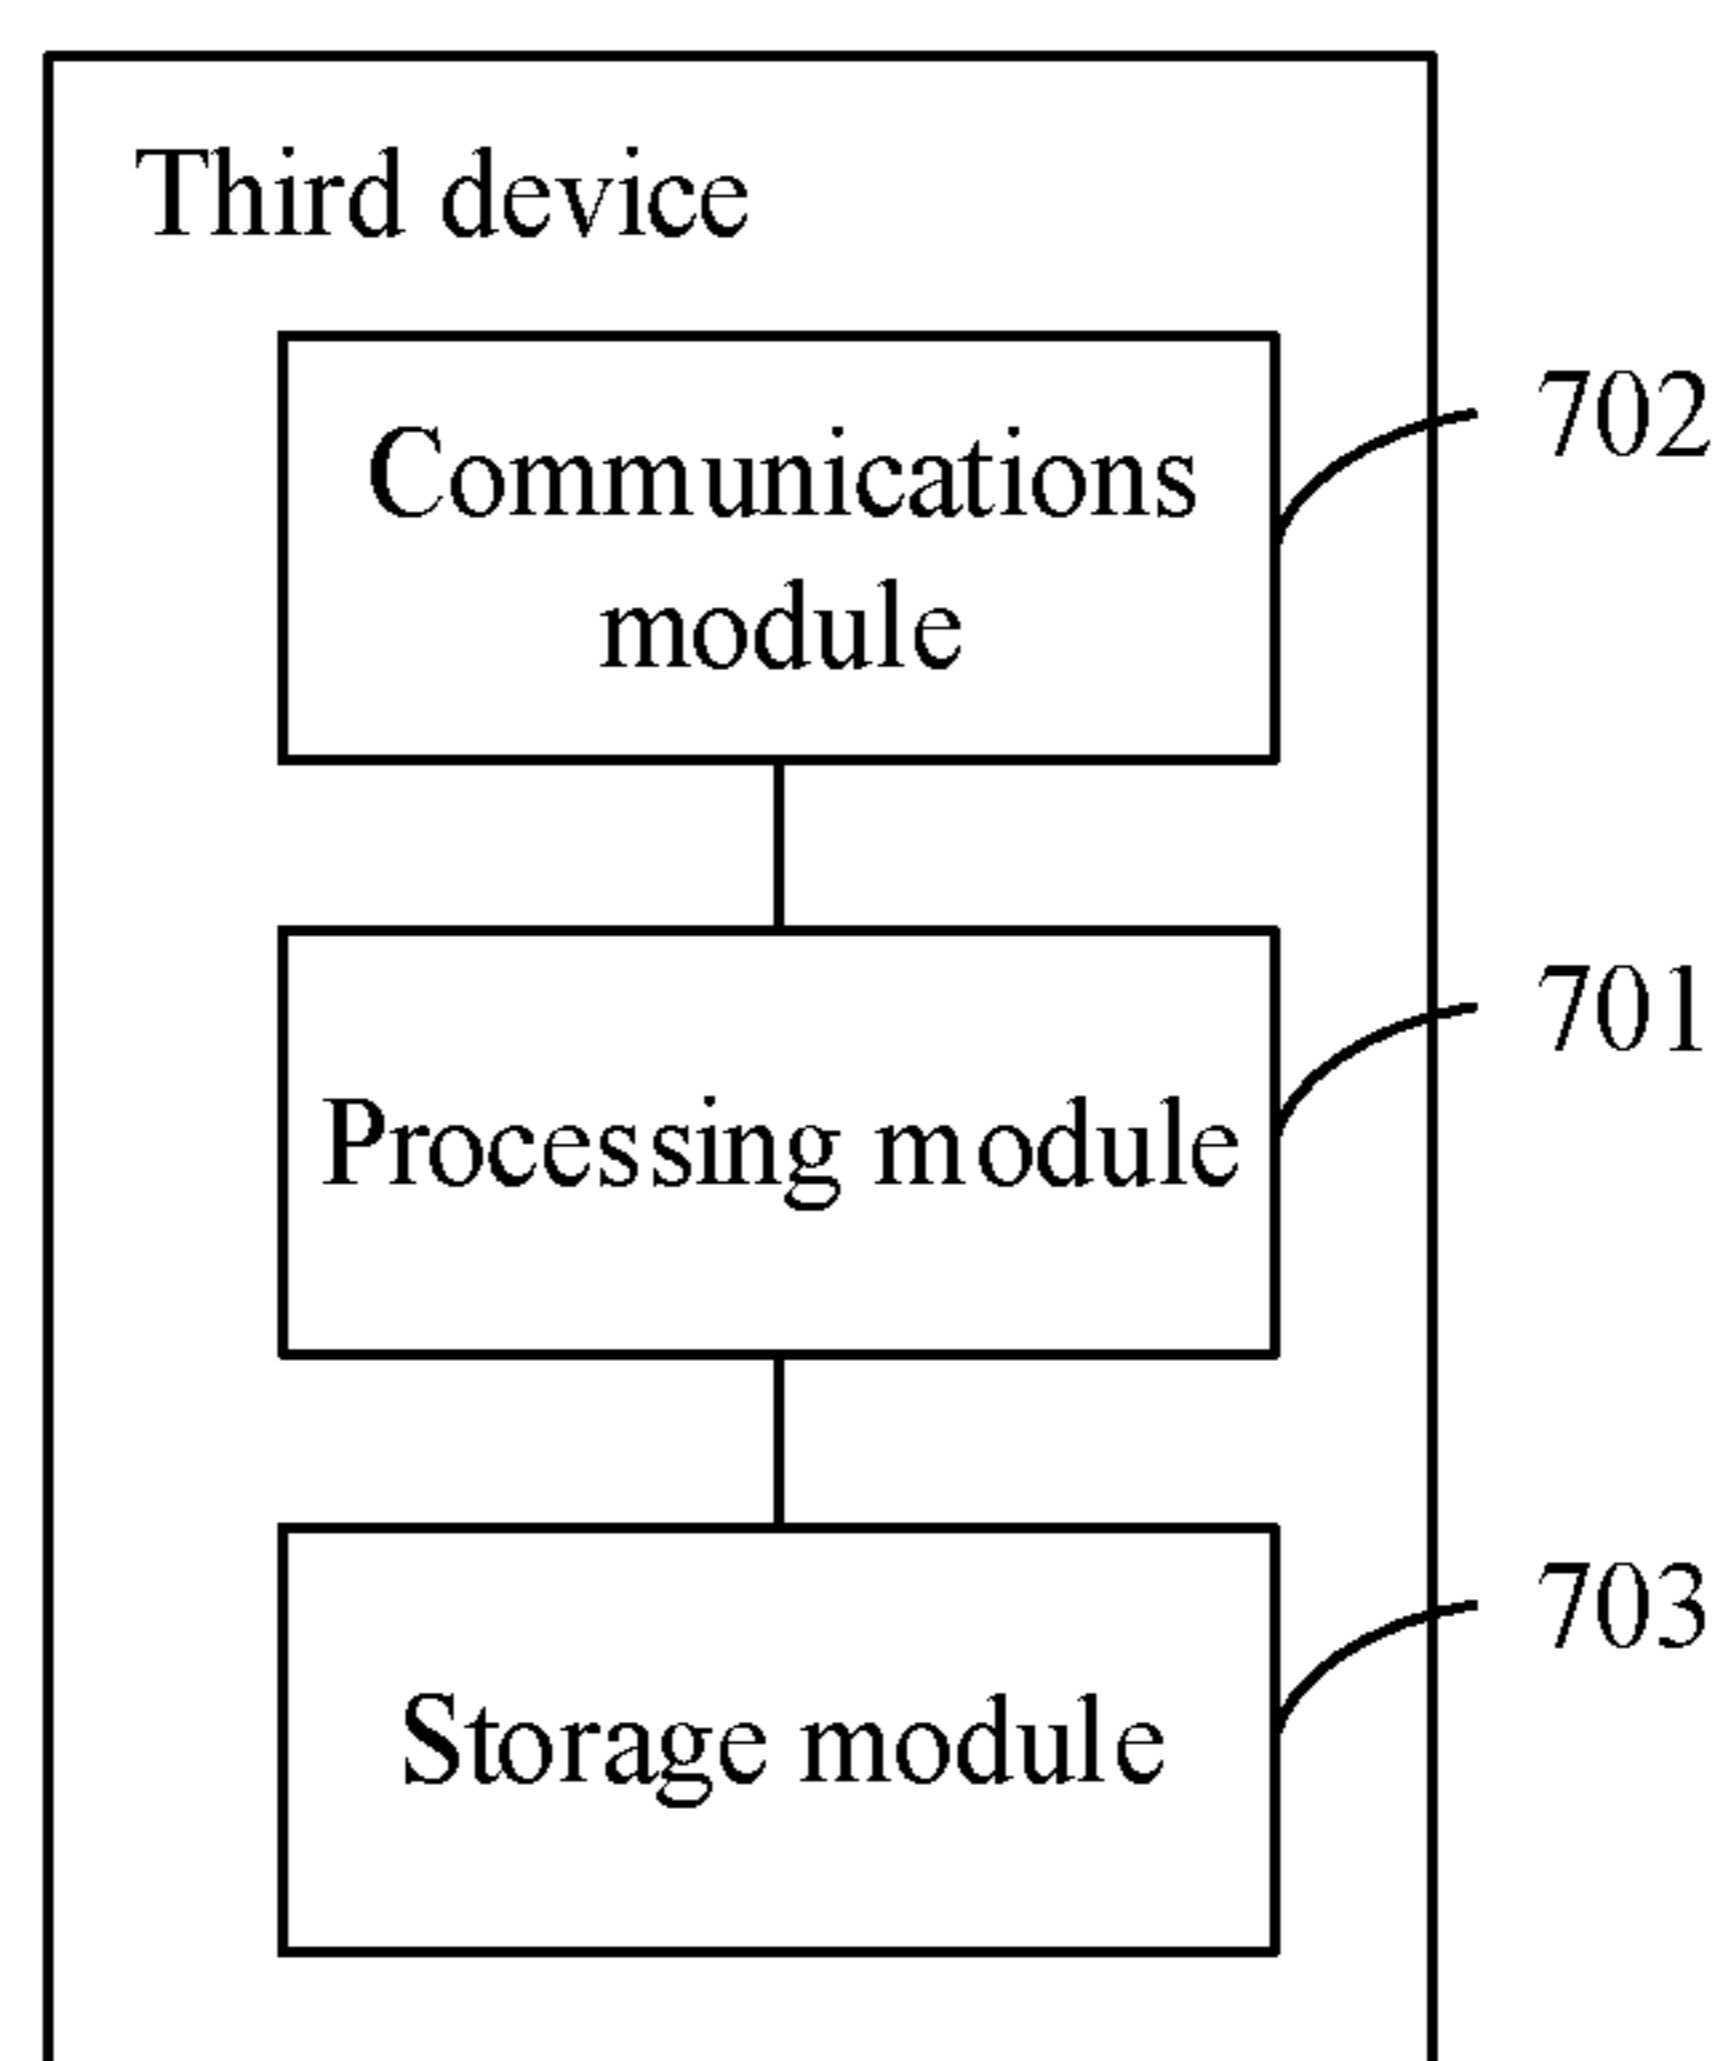 Third device
Communications
module
702
Processing module
701
Storage module
703